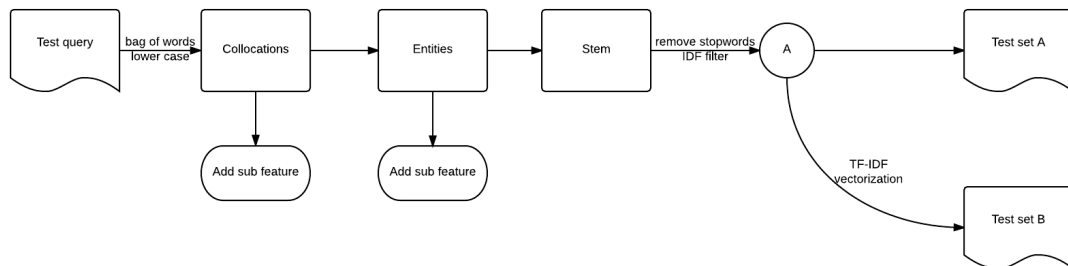 Test query
bag of words
lower case
Collocations
Entities
Stem
remove stopwords
IDF filter
A
Test set A
Add sub feature
Add sub feature
TF-IDF
vectorization
Test set B